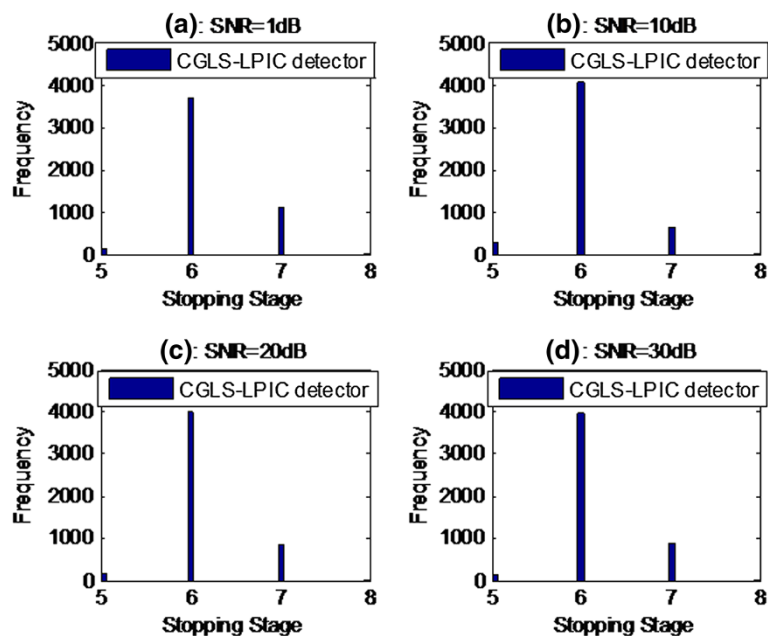 (a): SNR=1dB
5000
4000
3000
2000
1000
0
Frequency
CGLS-LPIC detector
5 6 7 8
Stopping Stage
(b): SNR=10dB
5000
4000
3000
2000
1000
0
Frequency
CGLS-LPIC detector
5 6 7 8
Stopping Stage
(c): SNR=20dB
5000
4000
3000
2000
1000
0
Frequency
CGLS-LPIC detector
5 6 7 8
Stopping Stage
(d): SNR=30dB
5000
4000
3000
2000
1000
0
Frequency
CGLS-LPIC detector
5 6 7 8
Stopping Stage